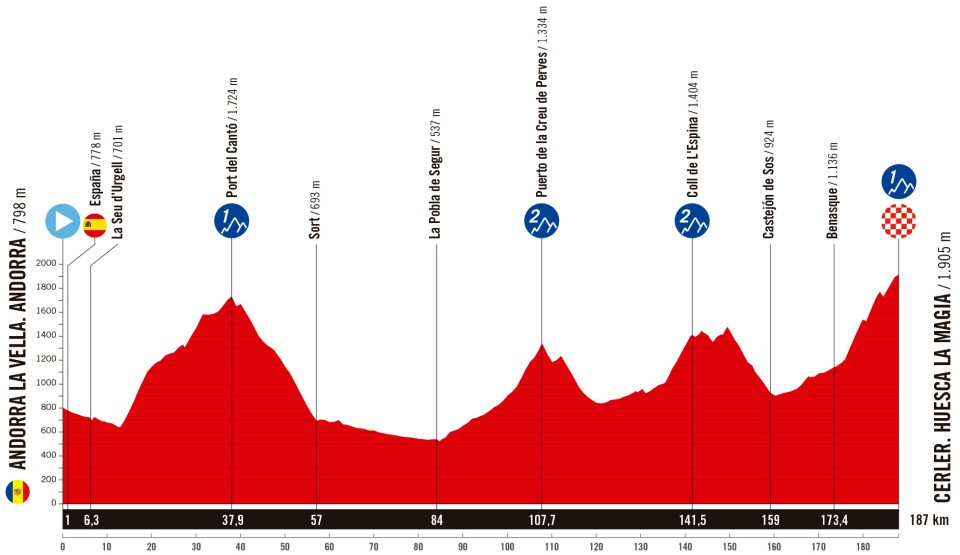 ANDORRA LA VELLA. ANDORRA / 798 m
España / 778 m
La Seu d'Urgell / 701 m
1
Port del Cantó / 1.724 m
Sort / 693 m
La Pobla de Segur / 537 m
2
Puerto de la Creu de Perves / 1.334 m
2
Coll de L'Espina / 1.404 m
Castejón de Sos / 924 m
Benasque / 1.136 m
1
CERLER. HUESCA LA MAGIA / 1.905 m
2000
1800
1600
1400
1200
1000
800
600
400
200
0
1 6,3 37,9 57 84 107,7 141,5 159 173,4 187 km
0 10 20 30 40 50 60 70 80 90 100 110 120 130 140 150 160 170 180